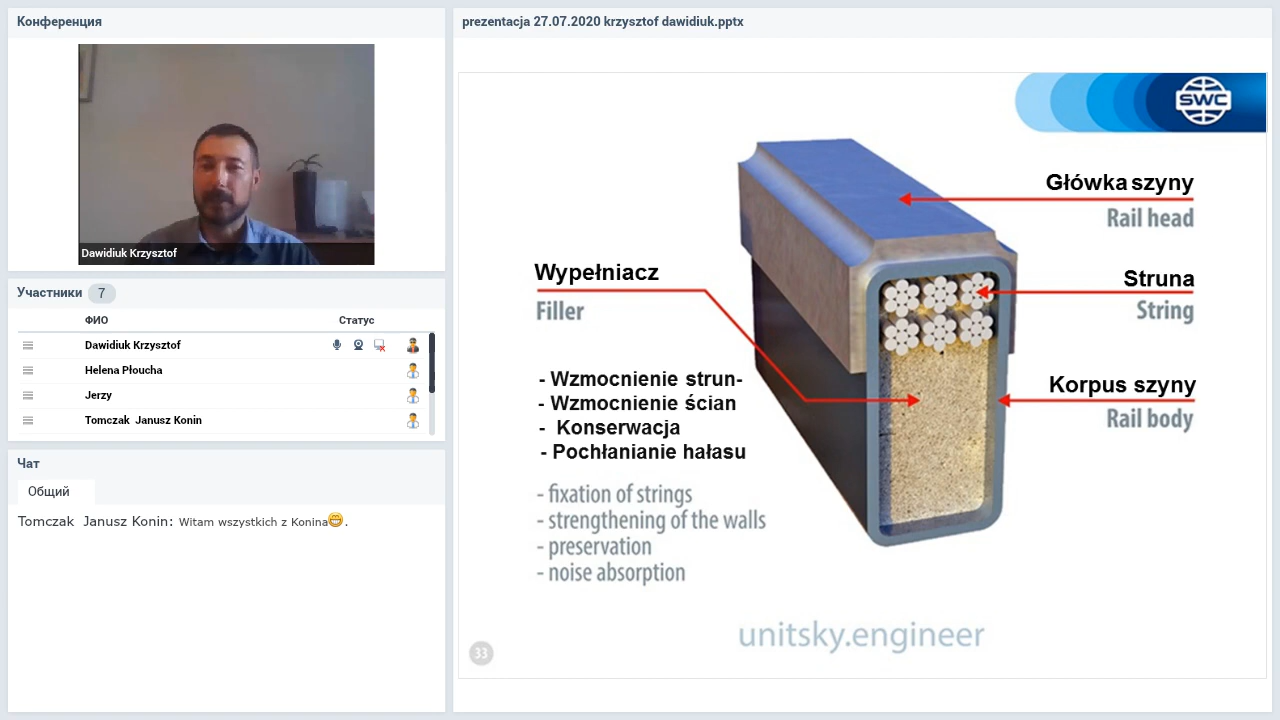 Конференция
Dawidiuk Krzysztof
Участники 7
ФИО Статус
Dawidiuk Krzysztof
Helena Płoucha
Jerzy
Tomczak Janusz Konin
Чат
Общий
Tomczak Janusz Konin: Witam wszystkich z Konina😁.
prezentacja 27.07.2020 krzysztof dawidiuk.pptx
SWC
Główka szyny
Rail head
Wypełniacz
Filler
Struna
String
Korpus szyny
Rail body
- Wzmocnienie strun-
- Wzmocnienie ścian
- Konserwacja
- Pochłanianie hałasu
- fixation of strings
- strengthening of the walls
- preservation
- noise absorption
unitsky.engineer
33